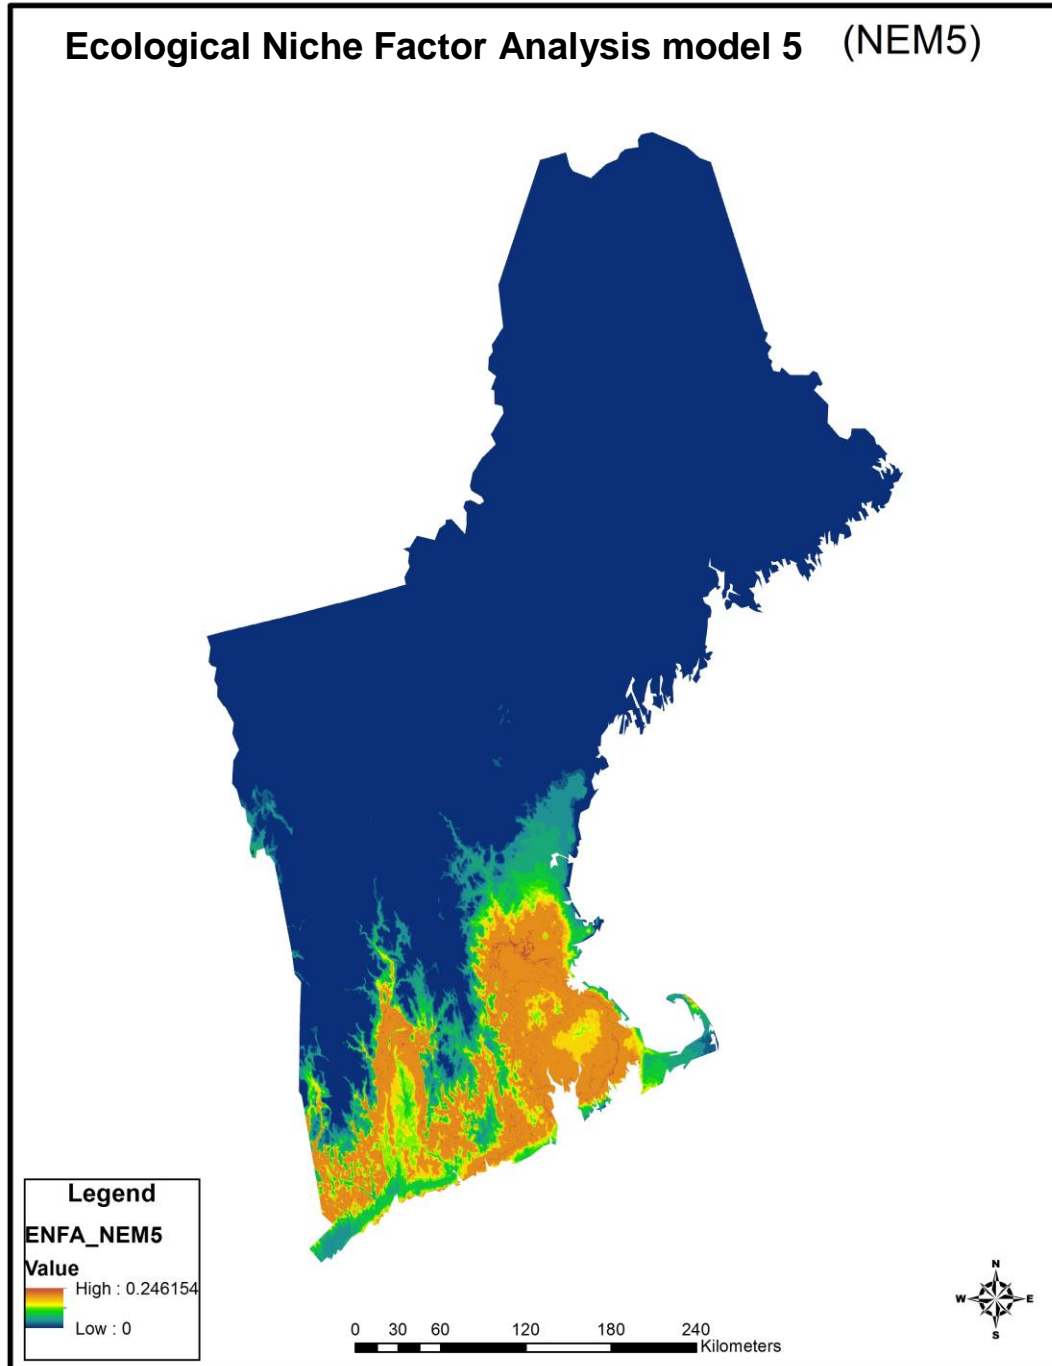 Ecological Niche Factor Analysis model 5 (NEM5)
Legend
ENFA_NEM5
Value
High : 0.246154
Low : 0
0 30 60 120 180 240
Kilometers
N
W E
S